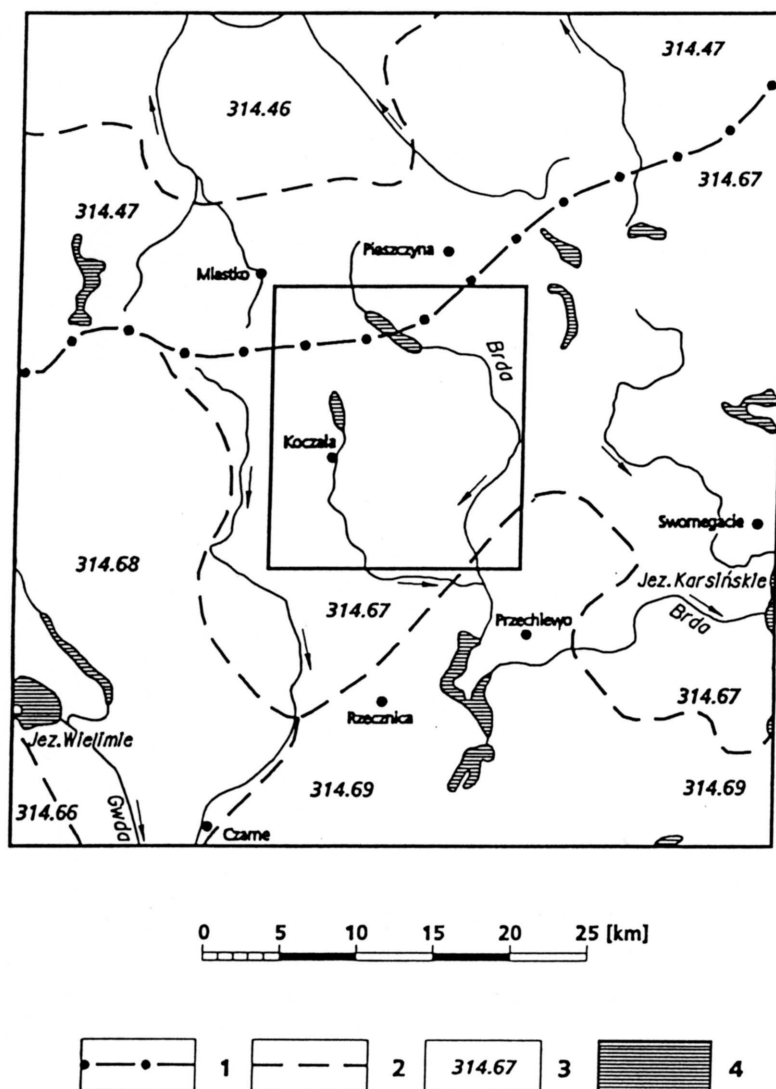 314.47
314.46
314.67
314.47
Pieszczyna
Miastko
Brda
Koczała
Swornegacie
314.68
Jez. Karsińskie
314.67
Przechlewo
Brda
314.67
Rzecznica
Jez. Wielimie
314.69
314.69
314.66
Gwda
Czarne
0 5 10 15 20 25 [km]
1 2 314.67 3 4